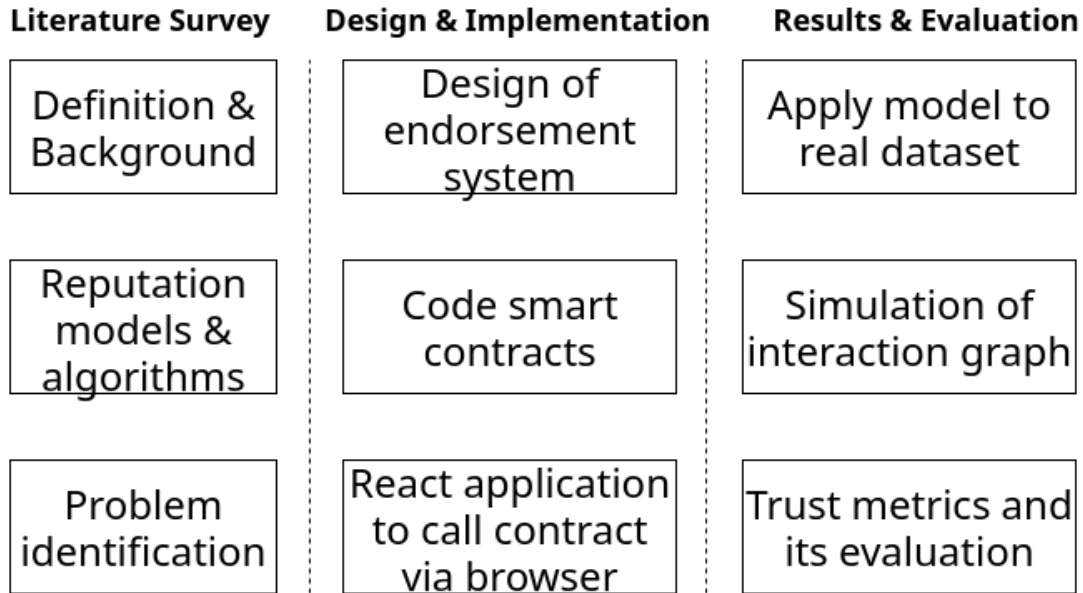 Literature Survey
Definition &
Background
Reputation
models &
algorithms
Problem
identification
Design & Implementation
Design of
endorsement
system
Code smart
contracts
React application
to call contract
via browser
Results & Evaluation
Apply model to
real dataset
Simulation of
interaction graph
Trust metrics and
its evaluation